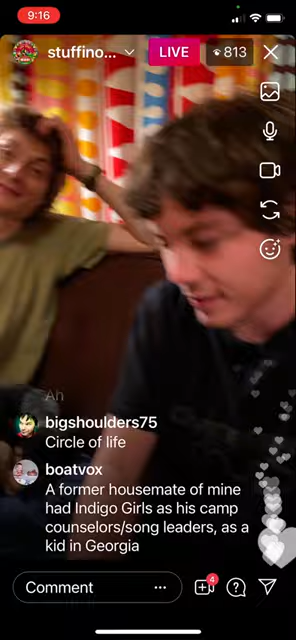 9:16
stuffino...
LIVE
813
Ah
bigshoulders75
Circle of life
boatvox
A former housemate of mine
had Indigo Girls as his camp
counselors/song leaders, as a
kid in Georgia
Comment
...
4
?